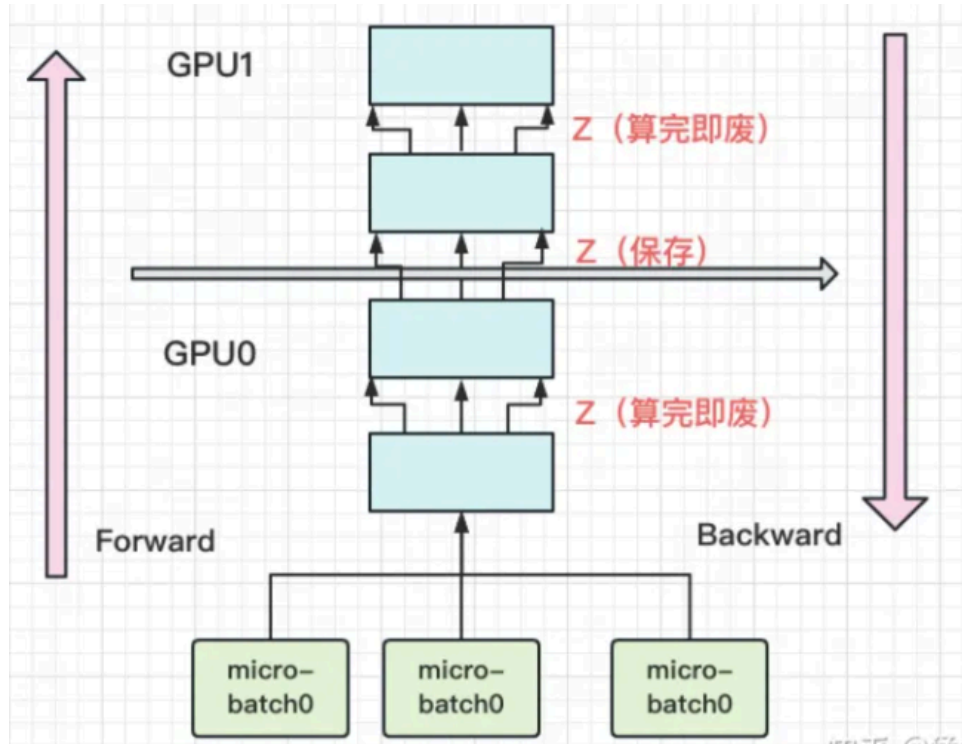 GPU1
Z（算完即废）
Z（保存）
GPU0
Z（算完即废）
Forward
Backward
micro-
batch0
micro-
batch0
micro-
batch0